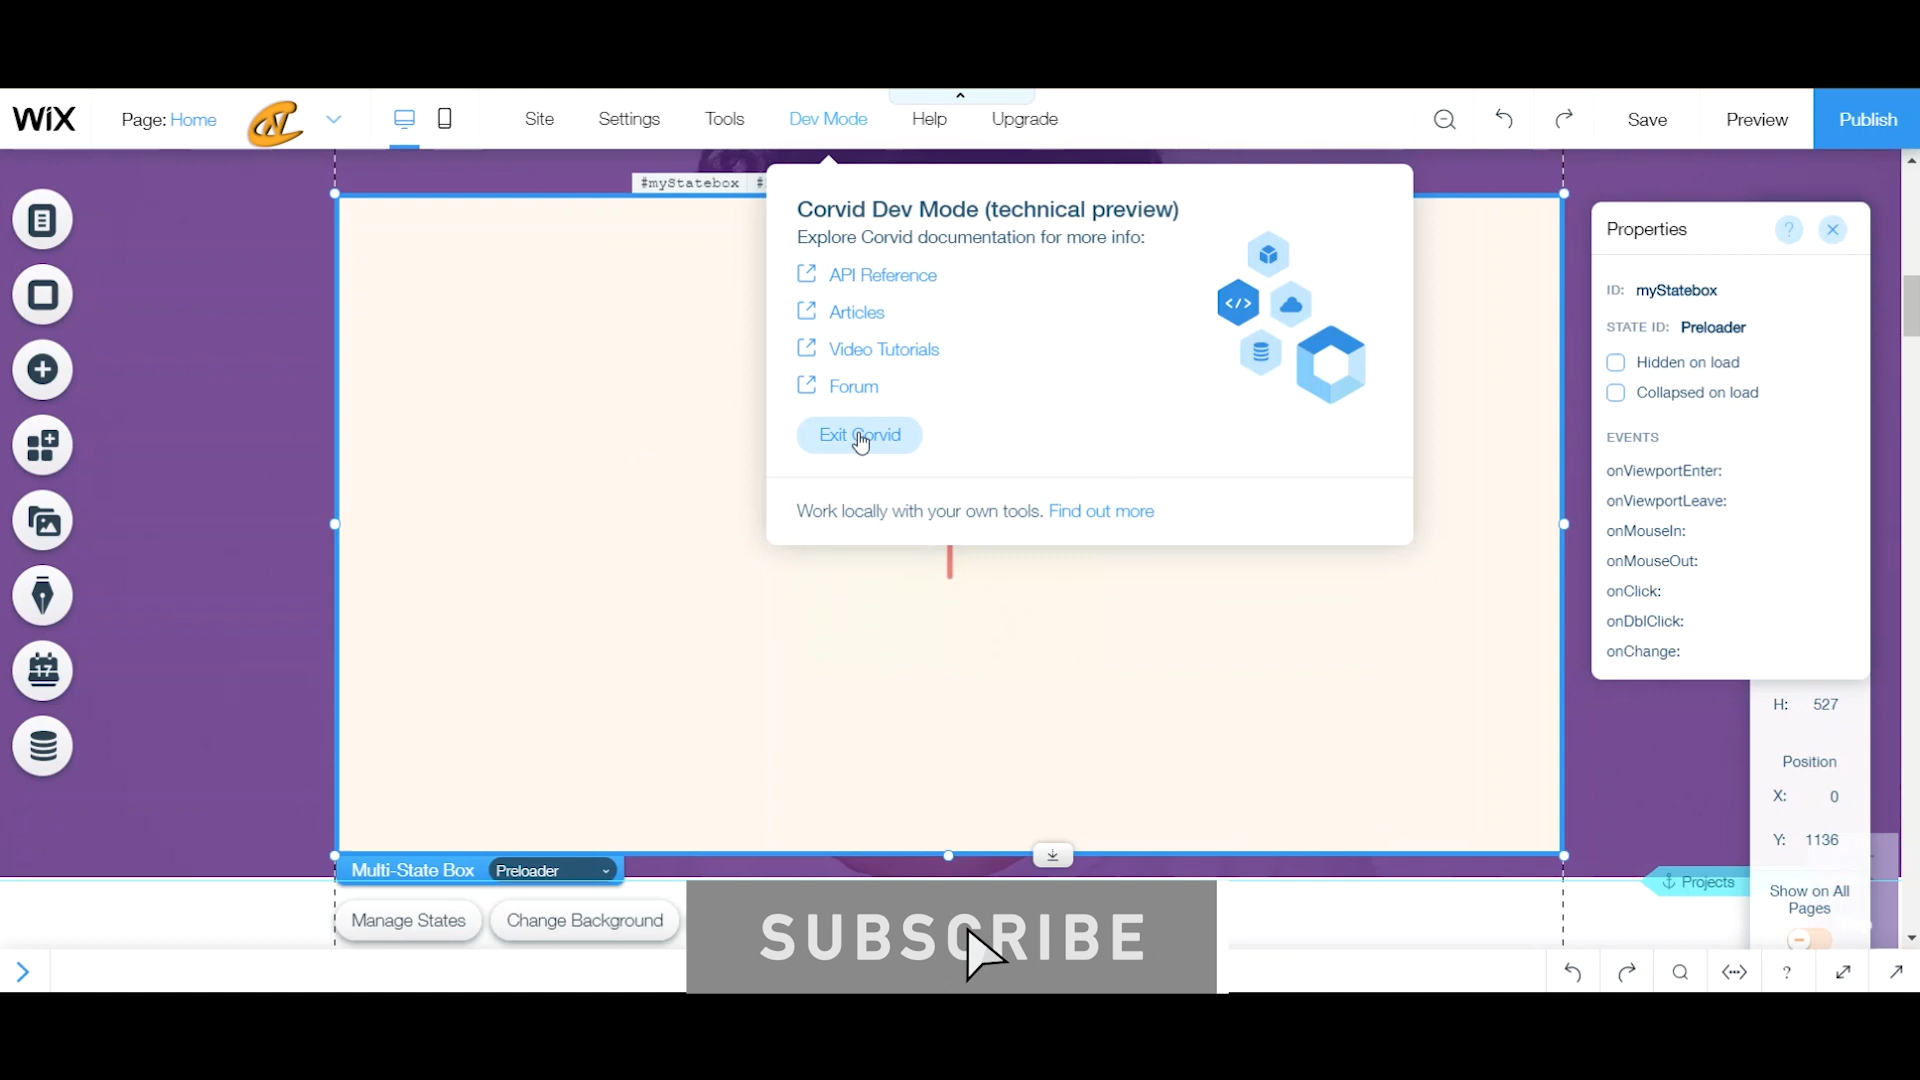 WiX
Page: Home
Site
Settings
Tools
Dev Mode
Help
Upgrade
Save
Preview
Publish
#myStatebox
Corvid Dev Mode (technical preview)
Explore Corvid documentation for more info:
API Reference
Articles
Video Tutorials
Forum
Exit Corvid
Work locally with your own tools. Find out more
Properties
?
ID: myStatebox
STATE ID: Preloader
Hidden on load
Collapsed on load
EVENTS
onViewportEnter:
onViewportLeave:
onMouseIn:
onMouseOut:
onClick:
onDblClick:
onChange:
H: 527
Position
X: 0
Y: 1136
Show on All
Pages
Projects
17
Multi-State Box
Preloader
Manage States
Change Background
SUBSCRIBE
?